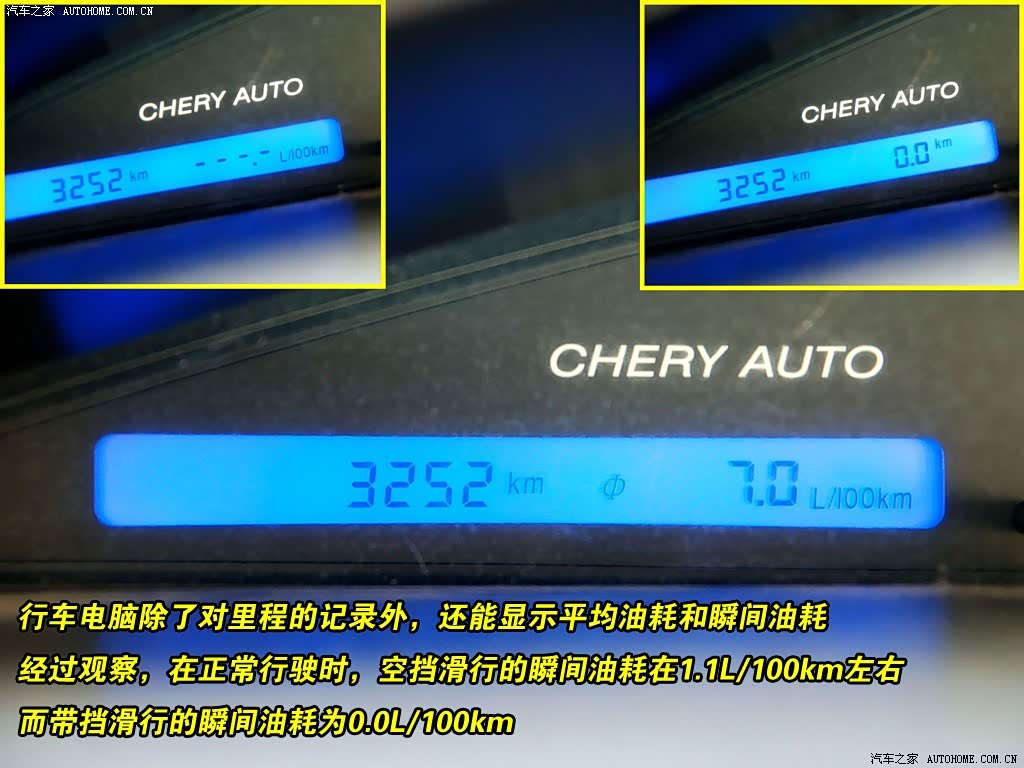 汽车之家 AUTOHOME.COM.CN
CHERY AUTO
---.- L/100km
3252 km
CHERY AUTO
0.0 km
3252 km
CHERY AUTO
3252 km Φ 7.0 L/100km
行车电脑除了对里程的记录外，还能显示平均油耗和瞬间油耗
经过观察，在正常行驶时，空挡滑行的瞬间油耗在1.1L/100km左右
而带挡滑行的瞬间油耗为0.0L/100km
汽车之家 AUTOHOME.COM.CN